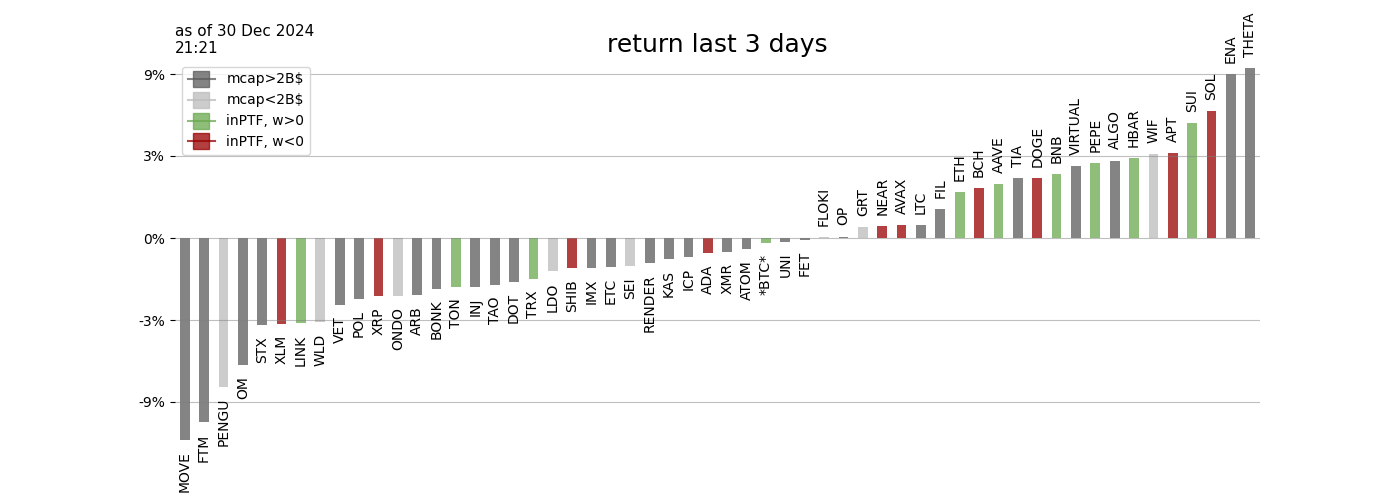 as of 30 Dec 2024
21:21
return last 3 days
mcap>2B$
mcap<2B$
inPTF, w>0
inPTF, w<0
9%
3%
0%
-3%
-9%
MOVE
FTM
PENGU
OM
STX
XLM
LINK
WLD
VET
POL
XRP
ONDO
ARB
BONK
TON
INJ
TAO
DOT
TRX
LDO
SHIB
IMX
ETC
SEI
RENDER
KAS
ICP
ADA
XMR
ATOM
*BTC*
UNI
FET
FLOKI
OP
GRT
NEAR
AVAX
LTC
FIL
ETH
BCH
AAVE
TIA
DOGE
BNB
VIRTUAL
PEPE
ALGO
HBAR
WIF
APT
SUI
SOL
ENA
THETA